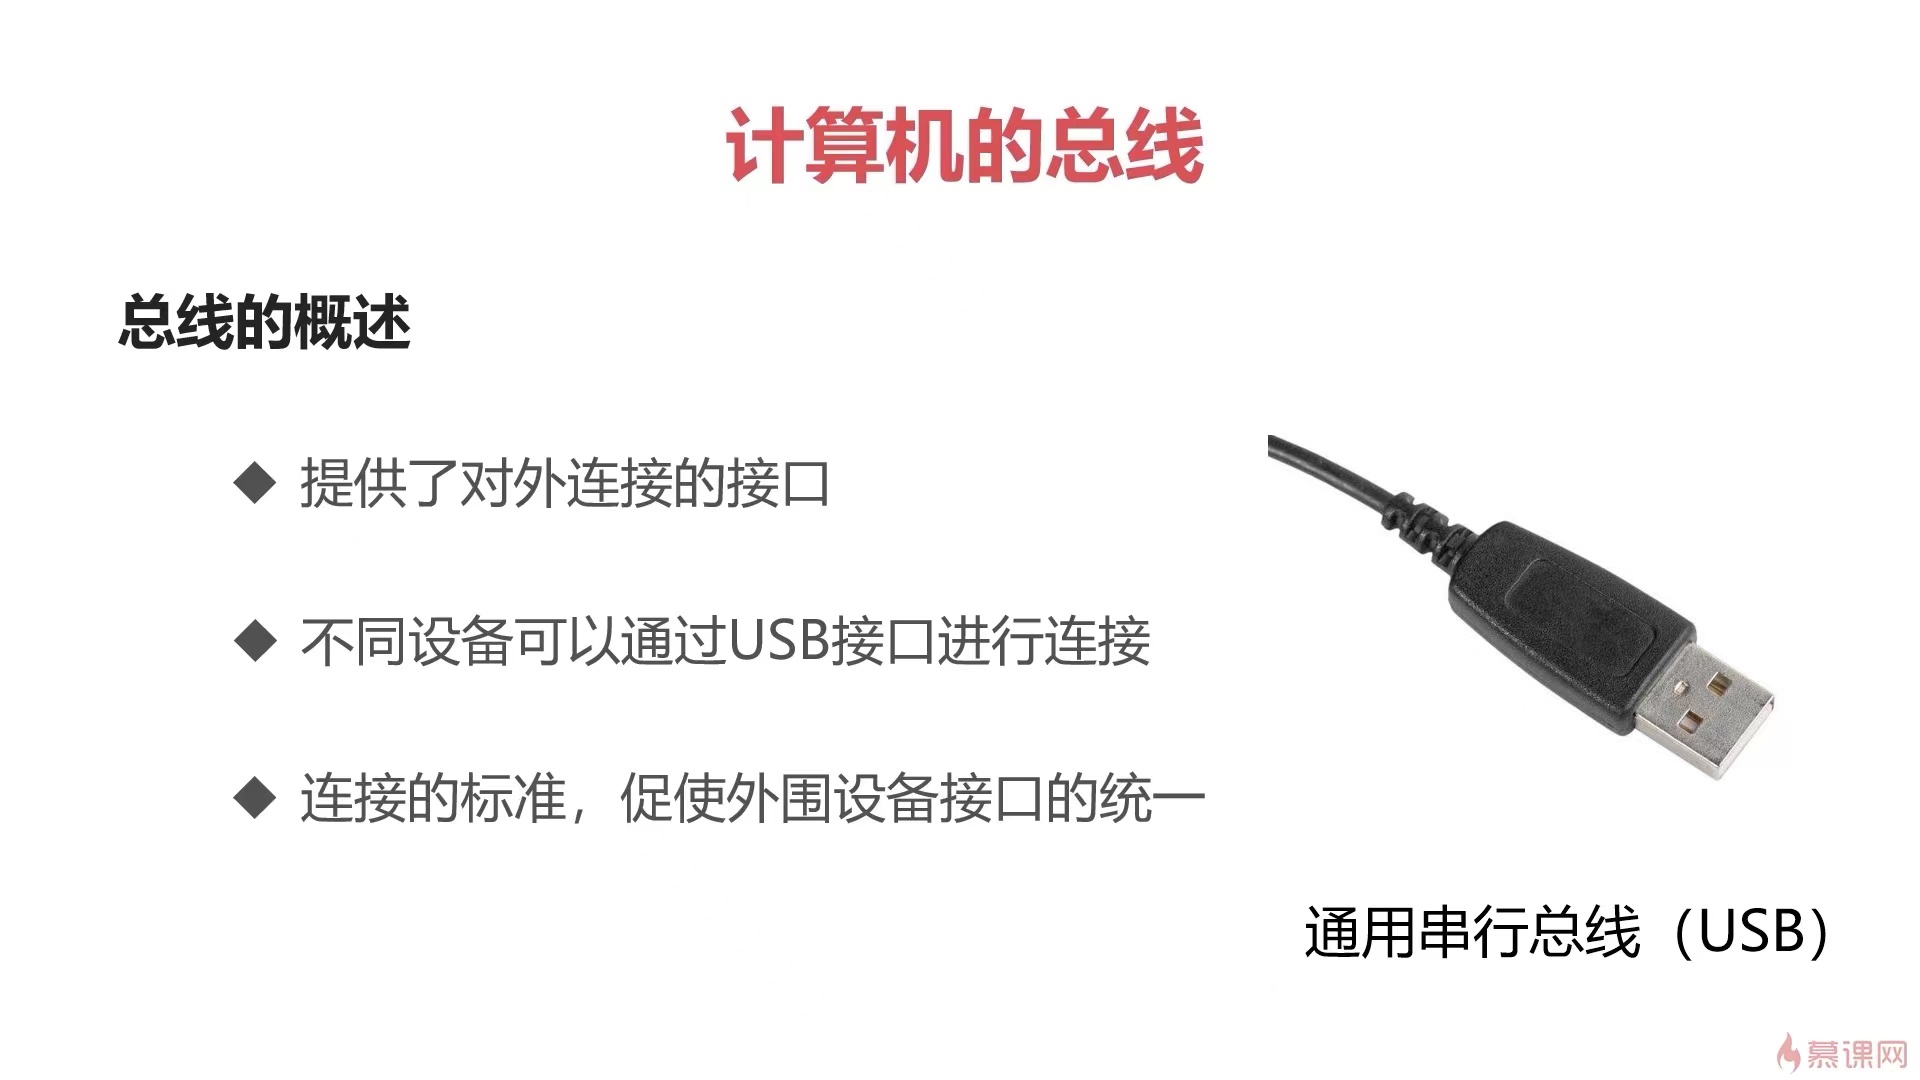 计算机的总线
总线的概述
◆ 提供了对外连接的接口
◆ 不同设备可以通过USB接口进行连接
◆ 连接的标准，促使外围设备接口的统一
通用串行总线（USB）
慕课网